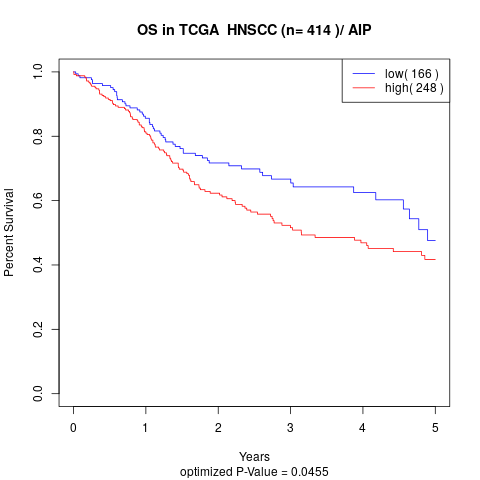 OS in TCGA  HNSCC (n= 414 )/ AIP
low( 166 )
high( 248 )
Percent Survival
1.0
0.8
0.6
0.4
0.2
0.0
0 1 2 3 4 5
Years
optimized P-Value = 0.0455